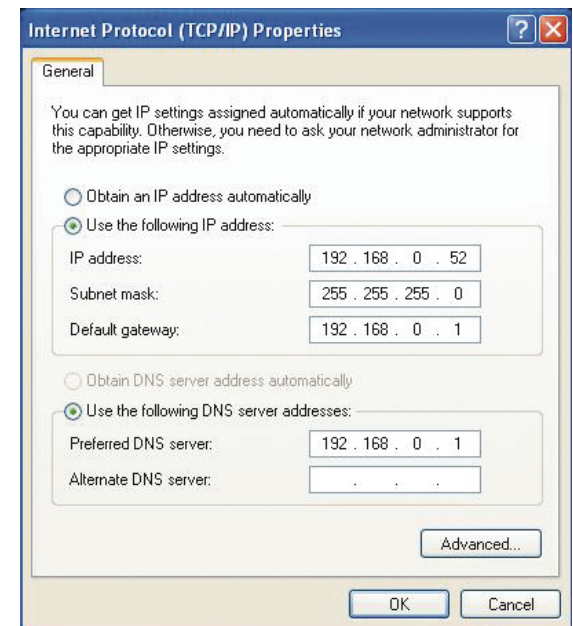 Internet Protocol (TCP/IP) Properties
General
You can get IP settings assigned automatically if your network supports
this capability. Otherwise, you need to ask your network administrator for
the appropriate IP settings.
Obtain an IP address automatically
Use the following IP address:
IP address: 192 . 168 . 0 . 52
Subnet mask: 255 . 255 . 255 . 0
Default gateway: 192 . 168 . 0 . 1
Obtain DNS server address automatically
Use the following DNS server addresses:
Preferred DNS server: 192 . 168 . 0 . 1
Alternate DNS server: . . .
Advanced...
OK Cancel